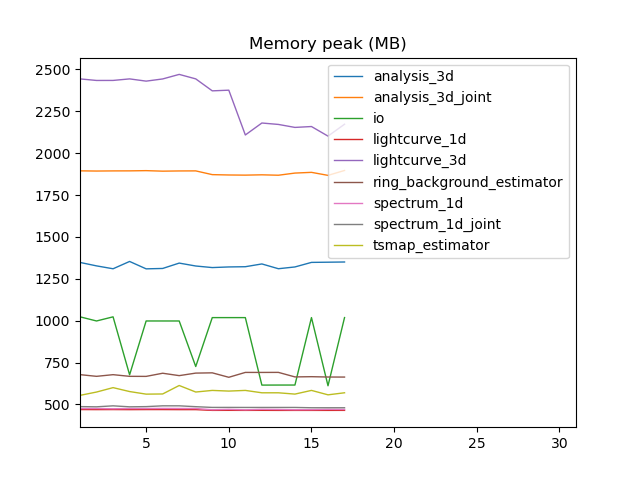 Memory peak (MB)
2500
2250
2000
1750
1500
1250
1000
750
500
analysis_3d
analysis_3d_joint
io
lightcurve_1d
lightcurve_3d
ring_background_estimator
spectrum_1d
spectrum_1d_joint
tsmap_estimator
5 10 15 20 25 30